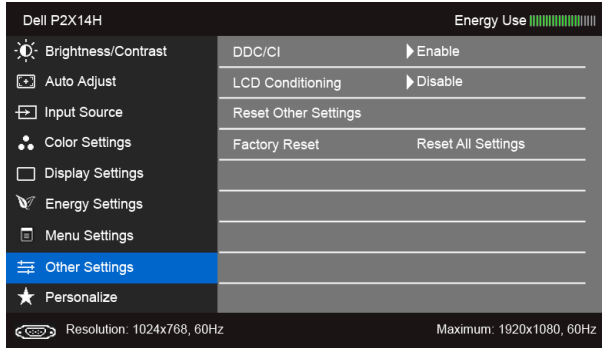 Dell P2X14H Energy Use
Brightness/Contrast DDC/CI Enable
Auto Adjust LCD Conditioning Disable
Input Source Reset Other Settings
Color Settings Factory Reset Reset All Settings
Display Settings
Energy Settings
Menu Settings
Other Settings
Personalize
Resolution: 1024x768, 60Hz Maximum: 1920x1080, 60Hz